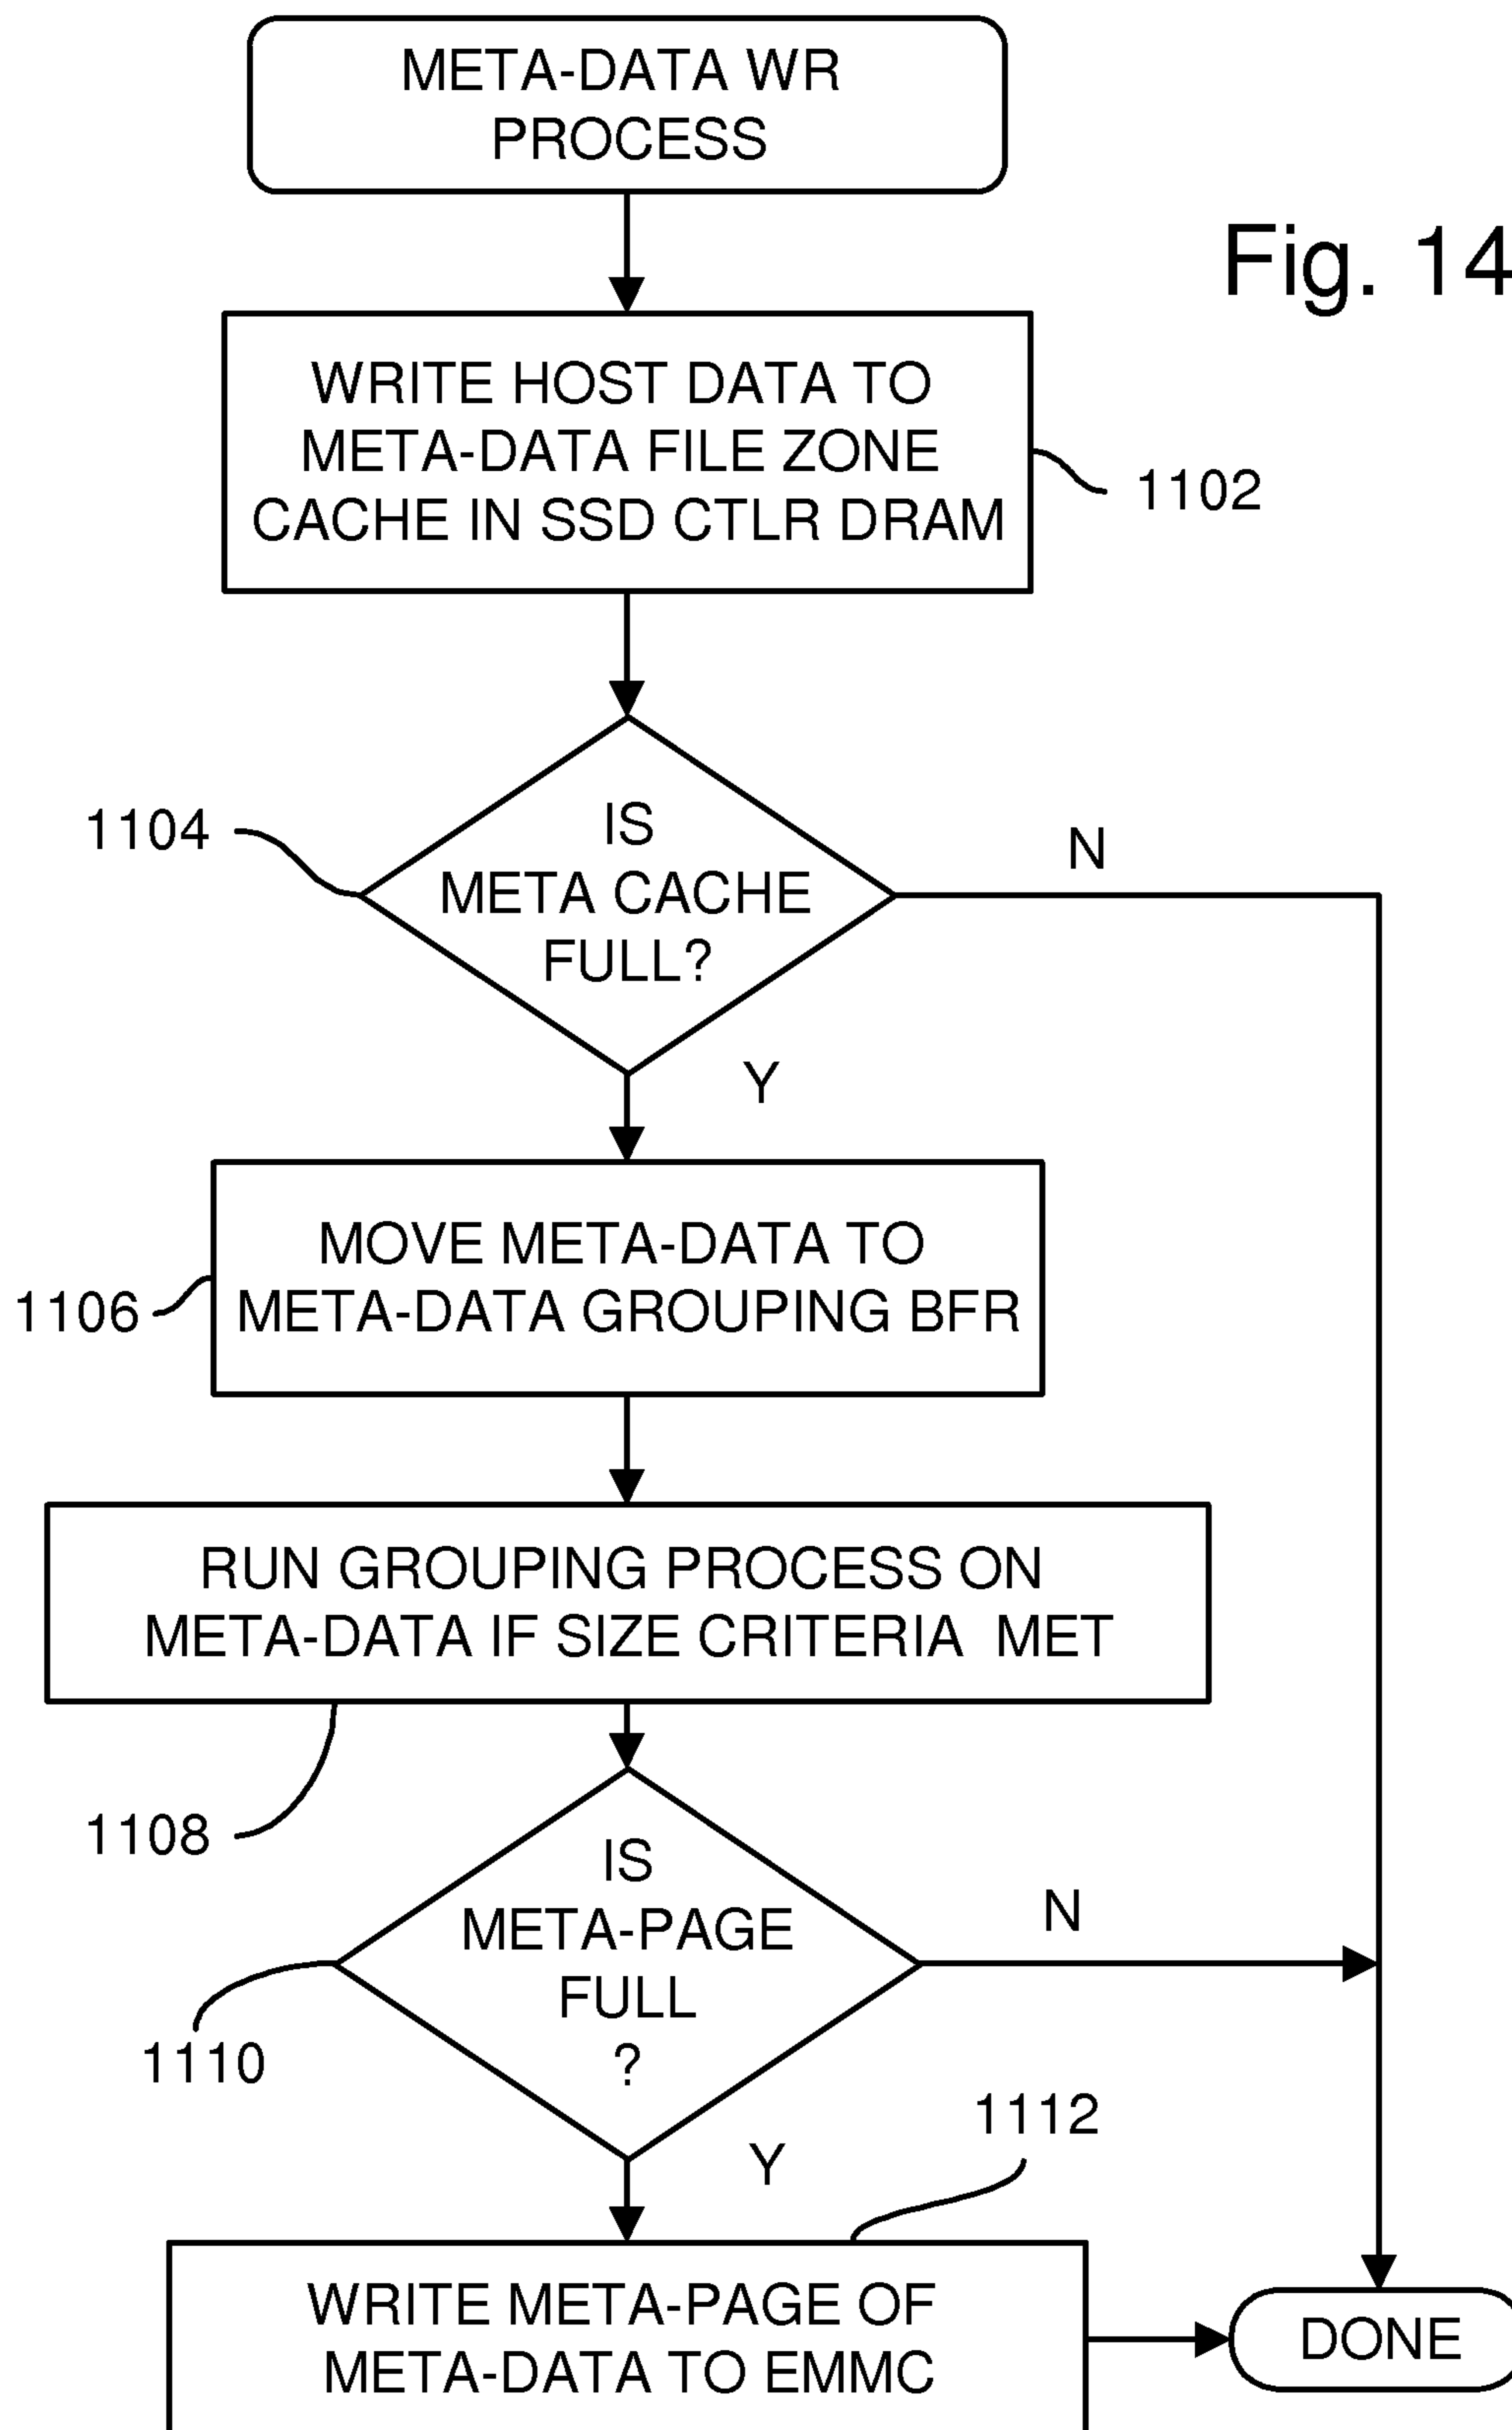 META-DATA WR
PROCESS
Fig. 14
WRITE HOST DATA TO
META-DATA FILE ZONE
CACHE IN SSD CTLR DRAM
1102
1104
IS
META CACHE
FULL?
N
Y
MOVE META-DATA TO
META-DATA GROUPING BFR
1106
RUN GROUPING PROCESS ON
META-DATA IF SIZE CRITERIA  MET
1108
IS
META-PAGE
FULL
?
N
1110
1112
Y
WRITE META-PAGE OF
META-DATA TO EMMC
DONE